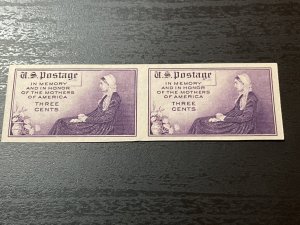 U.S. Postage
IN MEMORY
AND IN HONOR
OF THE MOTHERS
OF AMERICA
THREE
CENTS
U.S. Postage
IN MEMORY
AND IN HONOR
OF THE MOTHERS
OF AMERICA
THREE
CENTS